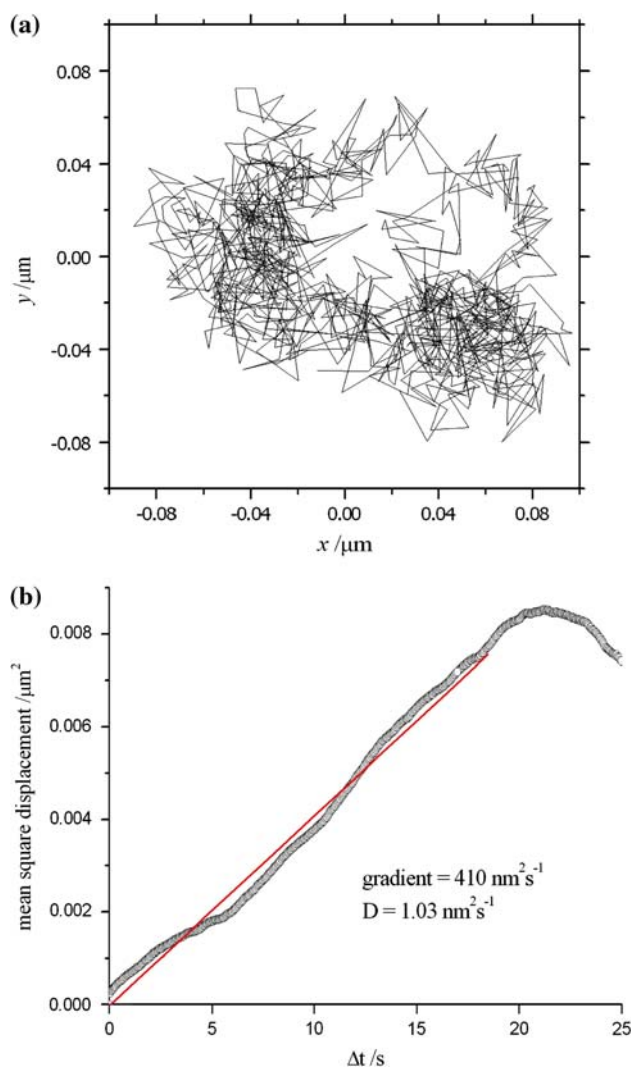 (a)
0.08
0.04
0.00
-0.04
-0.08
y /μm
-0.08 -0.04 0.00 0.04 0.08
x /μm
(b)
0.008
0.006
0.004
0.002
0.000
mean square displacement /μm²
gradient = 410 nm²s⁻¹
D = 1.03 nm²s⁻¹
0 5 10 15 20 25
Δt /s